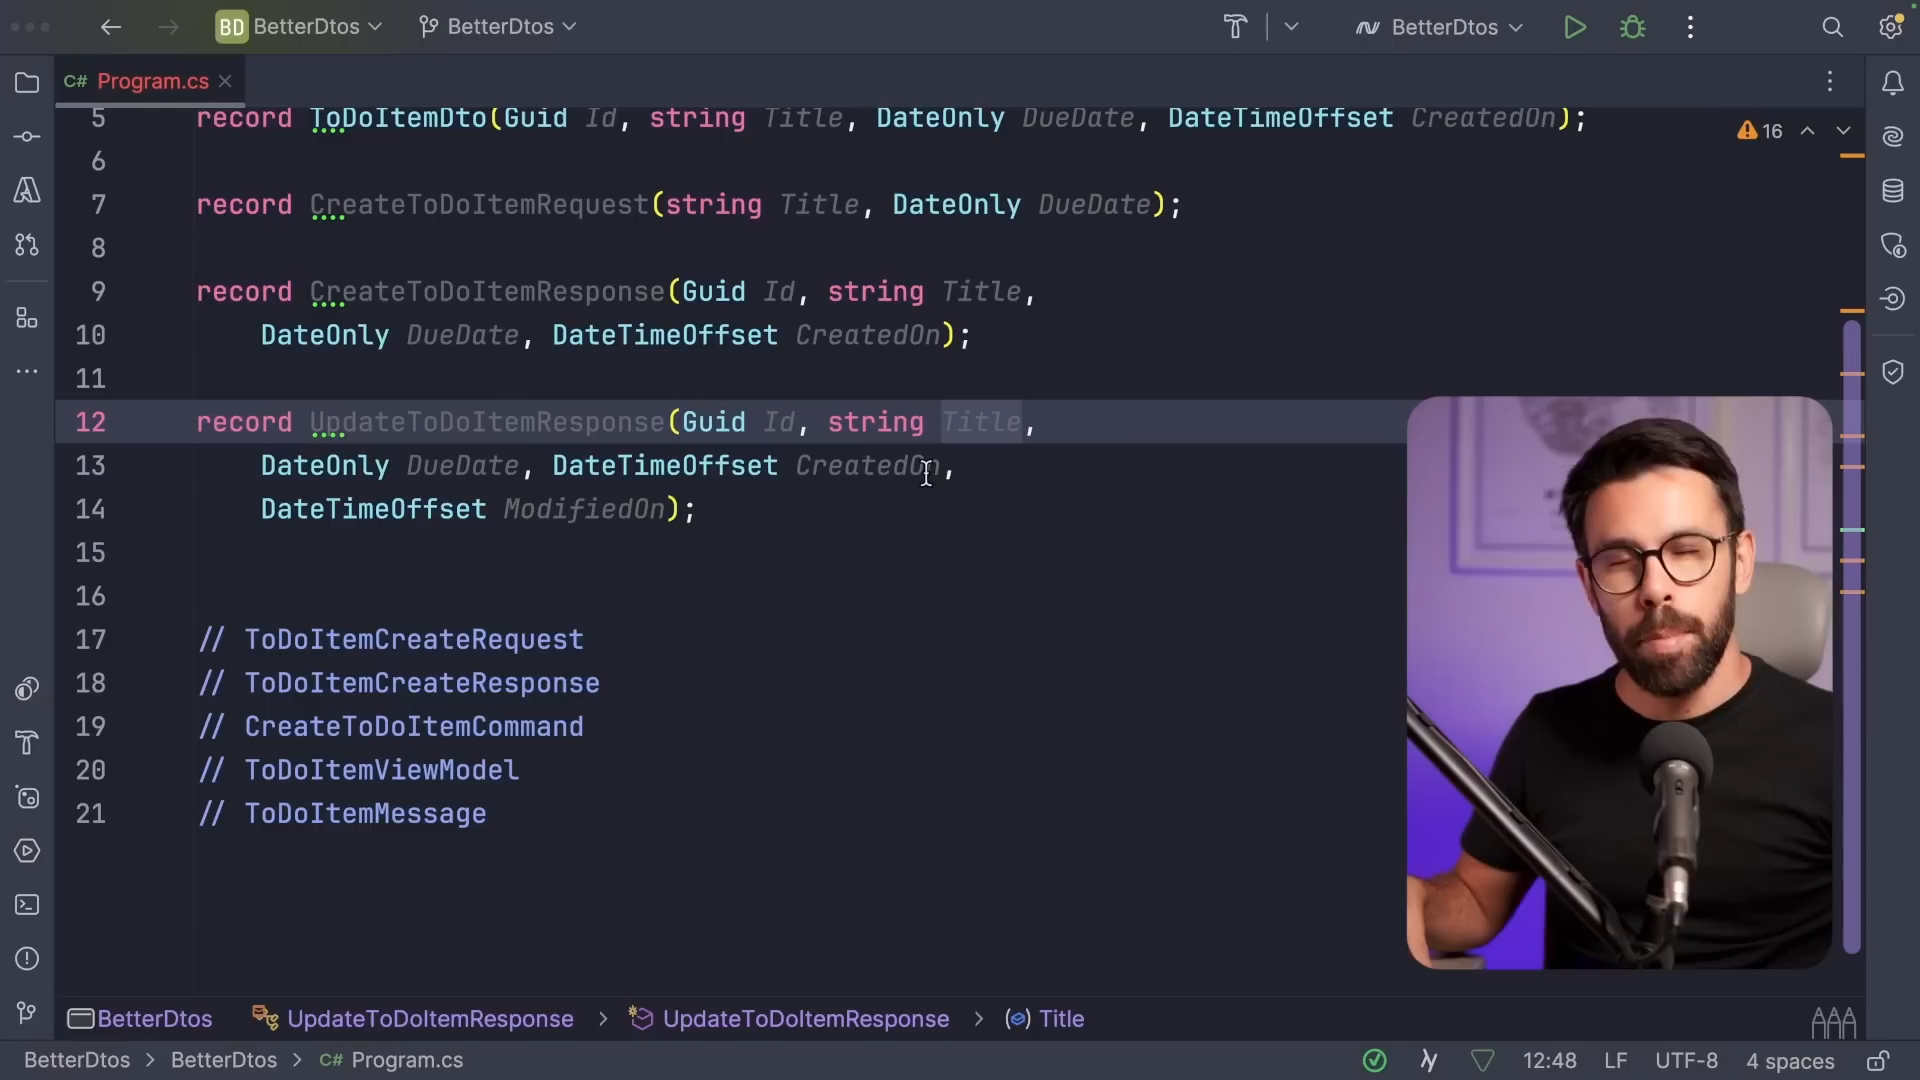 BD BetterDtos BetterDtos BetterDtos
C# Program.cs
16
5 record ToDoItemDto(Guid Id, string Title, DateOnly DueDate, DateTimeOffset CreatedOn);
6
7 record CreateToDoItemRequest(string Title, DateOnly DueDate);
8
9 record CreateToDoItemResponse(Guid Id, string Title,
10 DateOnly DueDate, DateTimeOffset CreatedOn);
11
12 record UpdateToDoItemResponse(Guid Id, string Title,
13 DateOnly DueDate, DateTimeOffset CreatedOn,
14 DateTimeOffset ModifiedOn);
15
16
17 // ToDoItemCreateRequest
18 // ToDoItemCreateResponse
19 // CreateToDoItemCommand
20 // ToDoItemViewModel
21 // ToDoItemMessage
BetterDtos UpdateToDoItemResponse > UpdateToDoItemResponse > Title
BetterDtos > BetterDtos > C# Program.cs 12:48 LF UTF-8 4 spaces